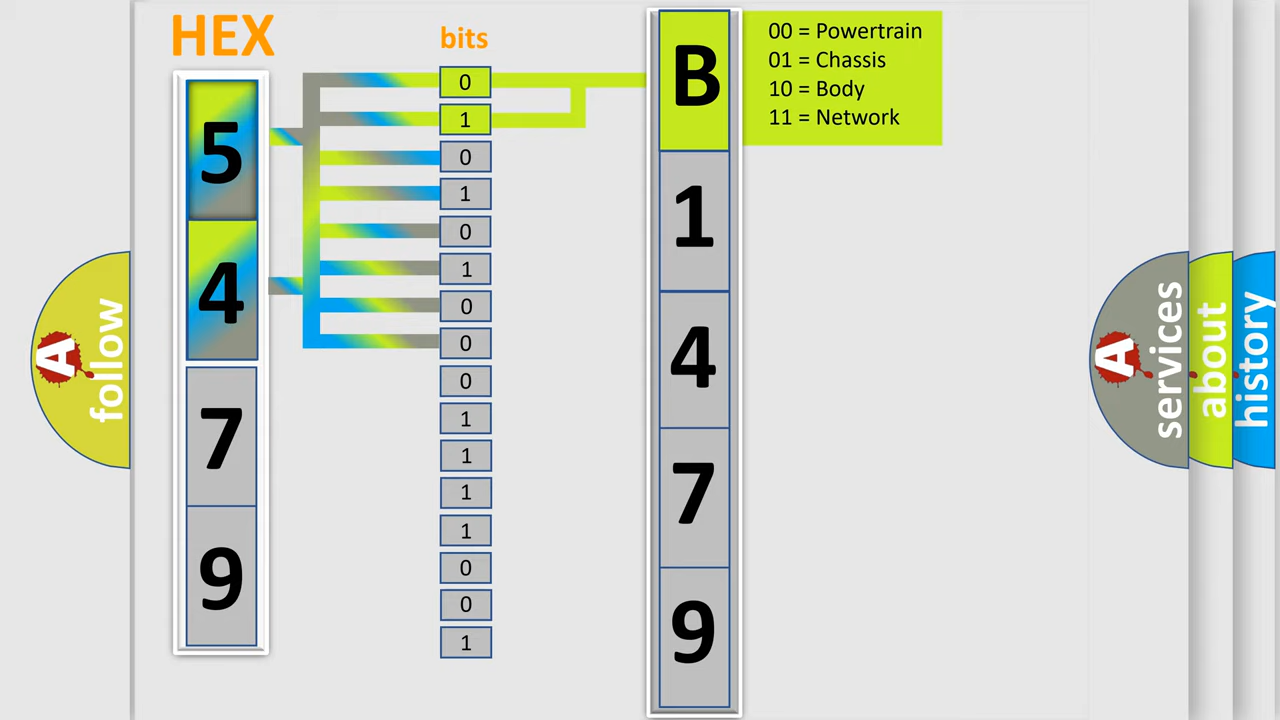 HEX
bits
5
4
7
9
0
1
0
1
0
1
0
0
0
1
1
1
1
0
0
1
B
1
4
7
9
00 = Powertrain
01 = Chassis
10 = Body
11 = Network
A
follow
A
services
about
history